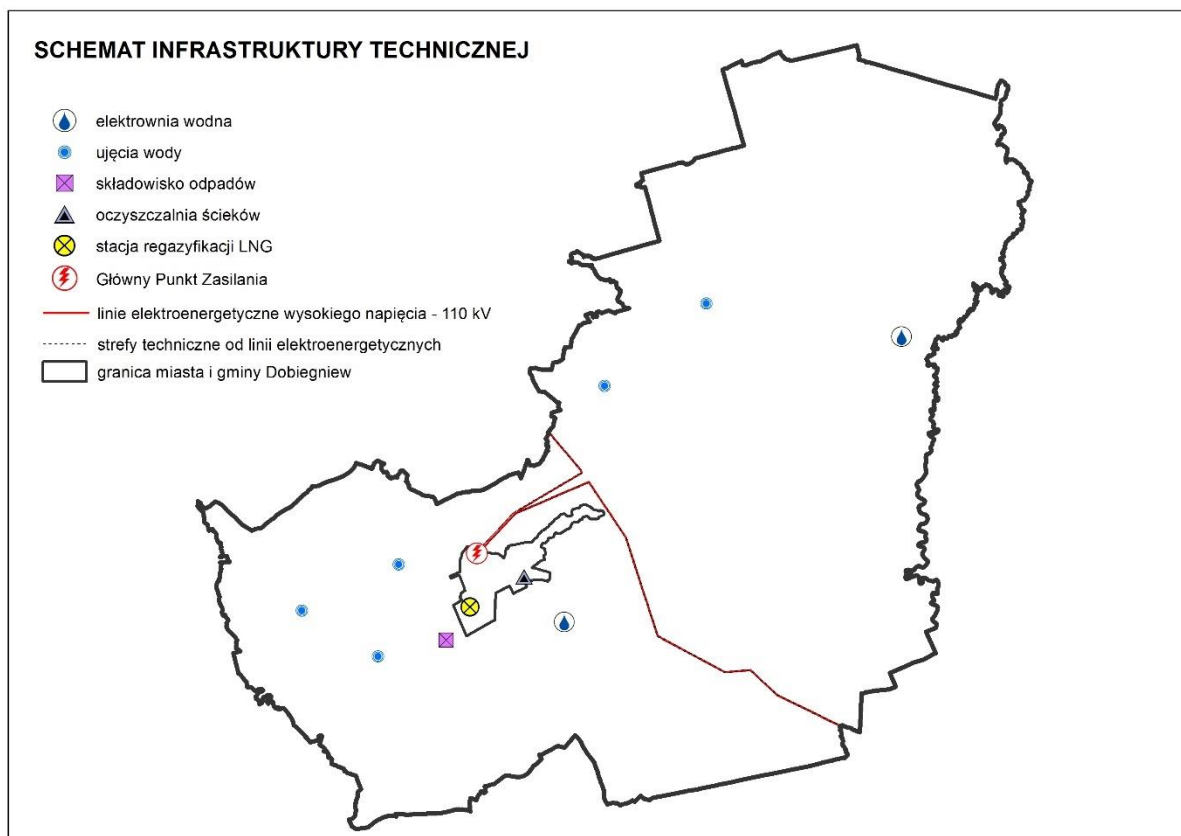 SCHEMAT INFRASTRUKTURY TECHNICZNEJ
elektrownia wodna
ujęcia wody
składowisko odpadów
oczyszczalnia ścieków
stacja regazyfikacji LNG
Główny Punkt Zasilania
linie elektroenergetyczne wysokiego napięcia - 110 kV
strefy techniczne od linii elektroenergetycznych
granica miasta i gminy Dobiegniew